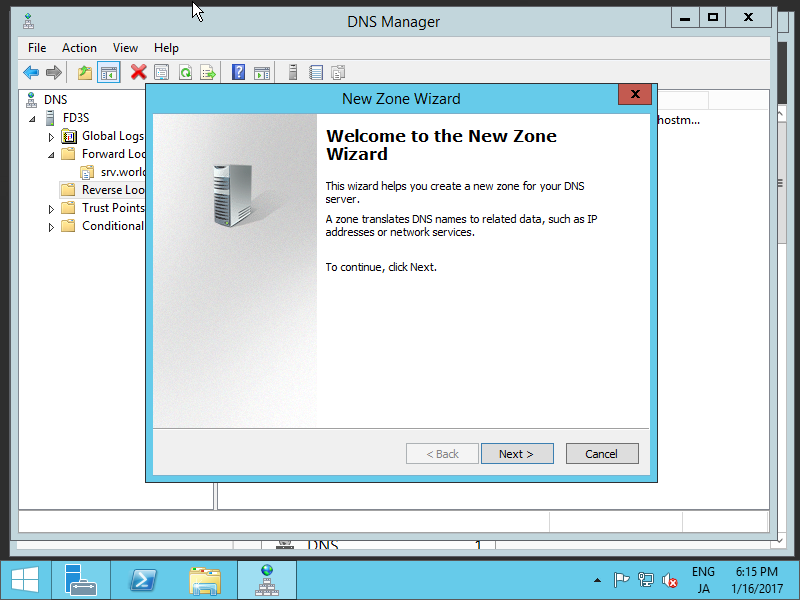 DNS Manager
File Action View Help
DNS
FD3S
Global Logs
Forward Loo
srv.world
Reverse Loo
Trust Points
Conditional
hostm...
New Zone Wizard
Welcome to the New Zone
Wizard
This wizard helps you create a new zone for your DNS
server.
A zone translates DNS names to related data, such as IP
addresses or network services.
To continue, click Next.
< Back Next > Cancel
DNS 1
ENG 6:15 PM
JA 1/16/2017